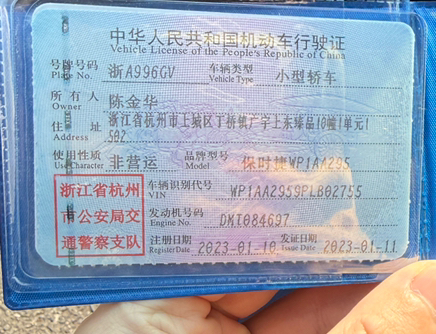 中华人民共和国机动车行驶证
Vehicle License of the People's Republic of China
号牌号码 浙A996GV 车辆类型 小型轿车
Plate No. Vehicle Type
所有人 陈金华
Owner
住址 浙江省杭州市上城区丁桥镇广宇上东臻品10幢1单元1
Address 502
使用性质 非营运 品牌型号 保时捷WP1AA295
Use Character Model
浙江省杭州 车辆识别代号 WP1AA2959PLB02755
VIN
市公安局交 发动机号码 DMT084697
Engine No.
通警察支队 注册日期 2023-01-10 发证日期 2023-01-11
Register Date Issue Date